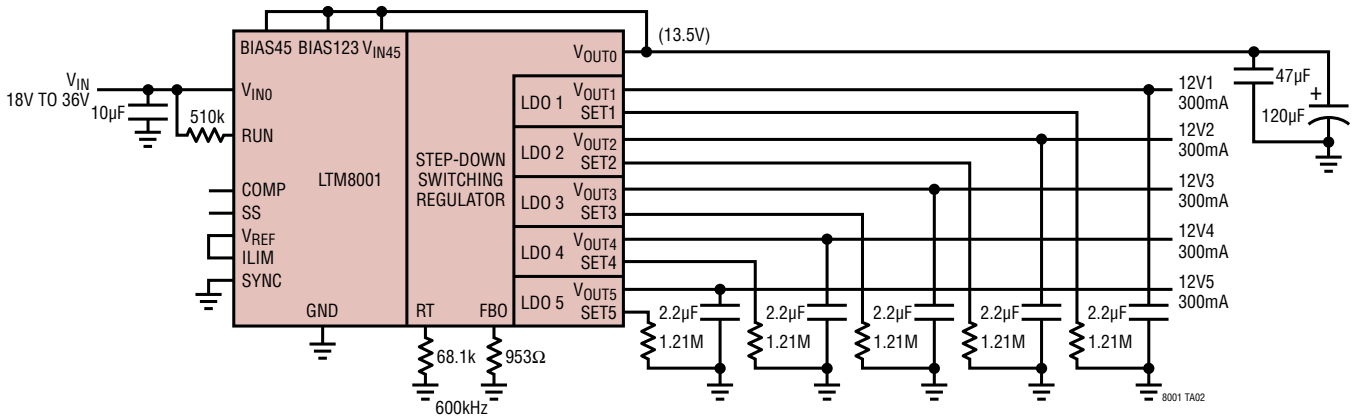 BIAS45 BIAS123 VIN45
VOUT0
(13.5V)
VIN
18V TO 36V
10µF
510k
VIN0
RUN
COMP
SS
VREF
ILIM
SYNC
LTM8001
GND
STEP-DOWN
SWITCHING
REGULATOR
RT
FBO
68.1k
953Ω
600kHz
LDO 1
VOUT1
SET1
LDO 2
VOUT2
SET2
LDO 3
VOUT3
SET3
LDO 4
VOUT4
SET4
LDO 5
VOUT5
SET5
12V1
300mA
12V2
300mA
12V3
300mA
12V4
300mA
12V5
300mA
47µF
+
120µF
2.2µF
1.21M
2.2µF
1.21M
2.2µF
1.21M
2.2µF
1.21M
2.2µF
1.21M
8001 TA02